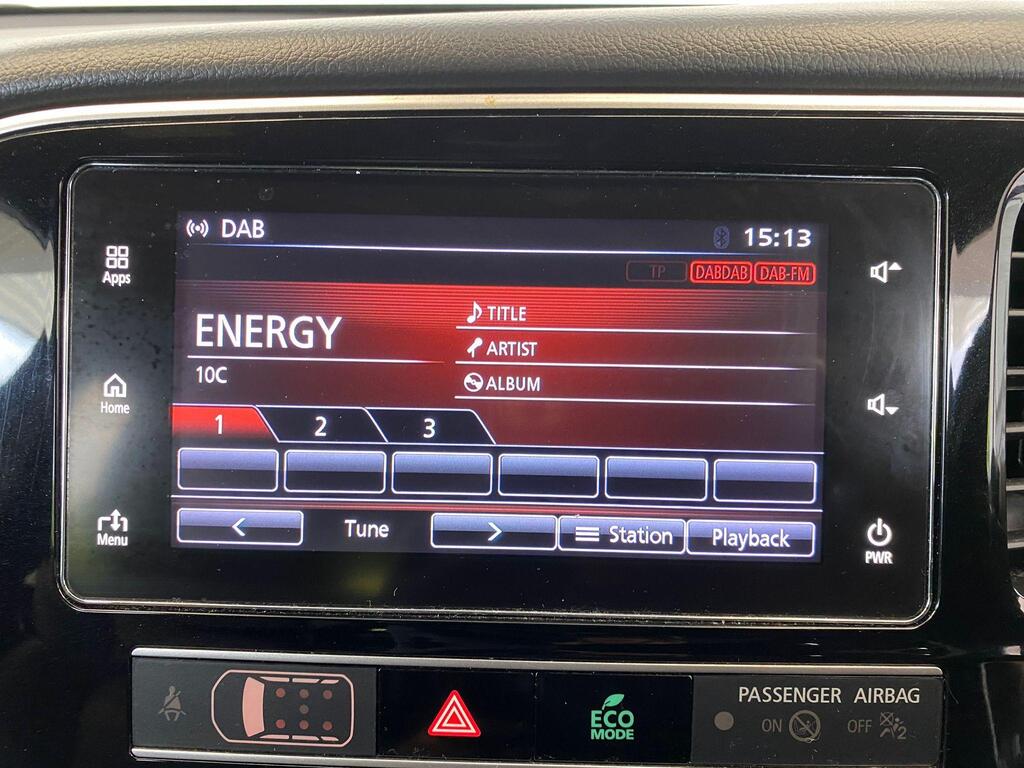 DAB
15:13
Apps
TP DABDAB DAB-FM
ENERGY
TITLE
10C
ARTIST
ALBUM
Home
1 2 3
Menu
< Tune > Station Playback
PWR
PASSENGER AIRBAG
ECO
MODE
ON OFF 2